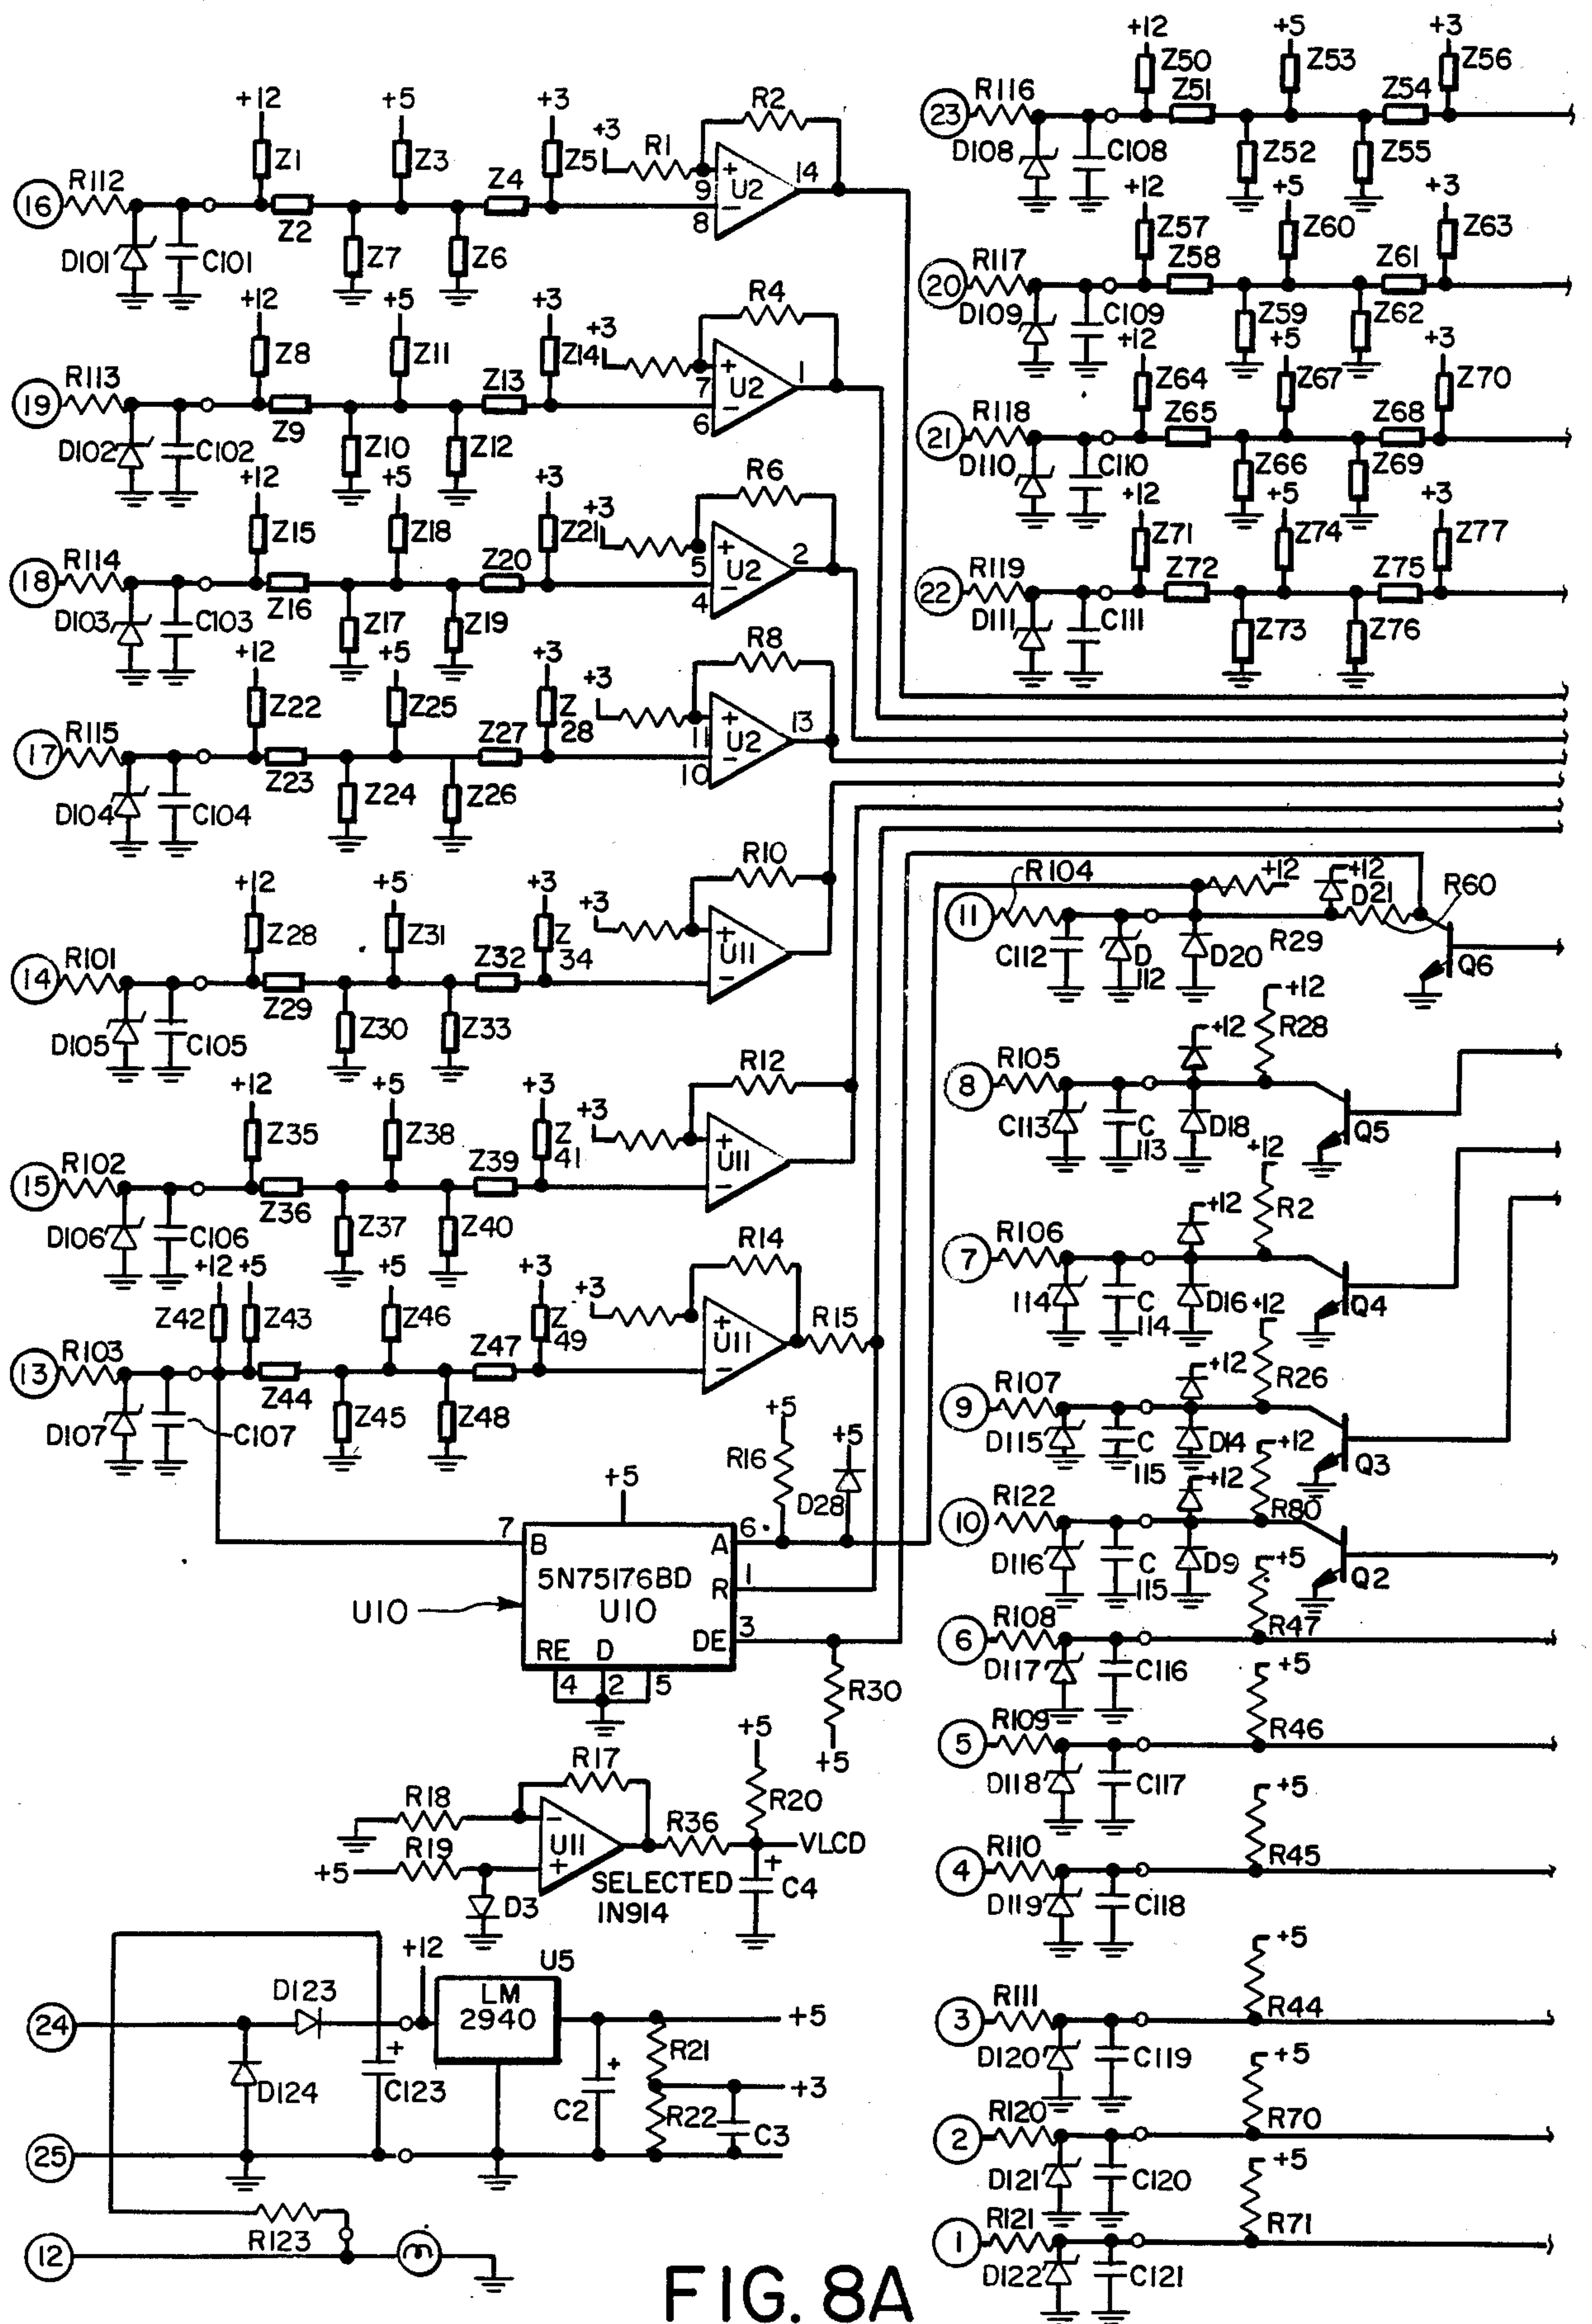 +12 +5 +3
Z50 Z53 Z56
23 R116 Z51 Z54
D108 C108 Z52 Z55
+12 +5 +3
Z57 Z60 Z63
20 R117 Z58 Z61
D109 C109 Z59 Z62
+12 +5 +3
Z64 Z67 Z70
21 R118 Z65 Z68
D110 C110 Z66 Z69
+12 +5 +3
Z71 Z74 Z77
22 R119 Z72 Z75
D111 C111 Z73 Z76
+12 +5 +3 +3 R1 R2
Z1 Z3 Z4 Z5
16 R112 Z2 + 9 U2 14 8 −
D101 C101 Z7 Z6
+12 +5 +3 +3 R4
Z8 Z11 Z13 Z14
19 R113 Z9 + 7 U2 1 6 −
D102 C102 Z10 Z12
+12 +5 +3 +3 R6
Z15 Z18 Z20 Z21
18 R114 Z16 + 5 U2 2 4 −
D103 C103 Z17 Z19
+12 +5 +3 +3 R8
Z22 Z25 Z27 Z 28
17 R115 Z23 + 11 U2 13 10 −
D104 C104 Z24 Z26
+12 +5 +3 +3 R10
Z28 Z31 Z32 Z 34
14 R101 Z29 + U11 −
D105 C105 Z30 Z33
+12 +5 +3 +3 R12
Z35 Z38 Z39 Z 41
15 R102 Z36 + U11 −
D106 C106 Z37 Z40
+12 +5 +5 +3 +3 R14
Z42 Z43 Z46 Z47 Z 49
13 R103 Z44 + U11 − R15
D107 C107 Z45 Z48
+5 +5 +5
R16 D28
7 B A 6
5N75176BD
U10 U10 R 1
RE D DE 3
4 2 5
R30
+5
+5
R17 R20
R18 − U11 R36 VLCD
+5 R19 +
D3 SELECTED
IN914
+ C4
+12 U5
D123 LM
2940
24 +5
D124 + C123 + C2 R21
+3
R22 C3
25
R123
12
R104 +12 +12 D21 R60
11 C112 D 112 D20 R29 Q6
+12
+12 R28
8 R105 C113 C 113 D18 Q5
+12
+12 R2
7 R106 114 C 114 D16 Q4
+12
+12 R26
9 R107 D115 C 115 D14 Q3
+12
+12 R80
10 R122 D116 C 115 D9 Q2
+5
6 R108 D117 C116 R47
+5
5 R109 D118 C117 R46
+5
4 R110 D119 C118 R45
+5
3 R111 D120 C119 R44
+5
2 R120 D121 C120 R70
+5
1 R121 D122 C121 R71
FIG. 8A